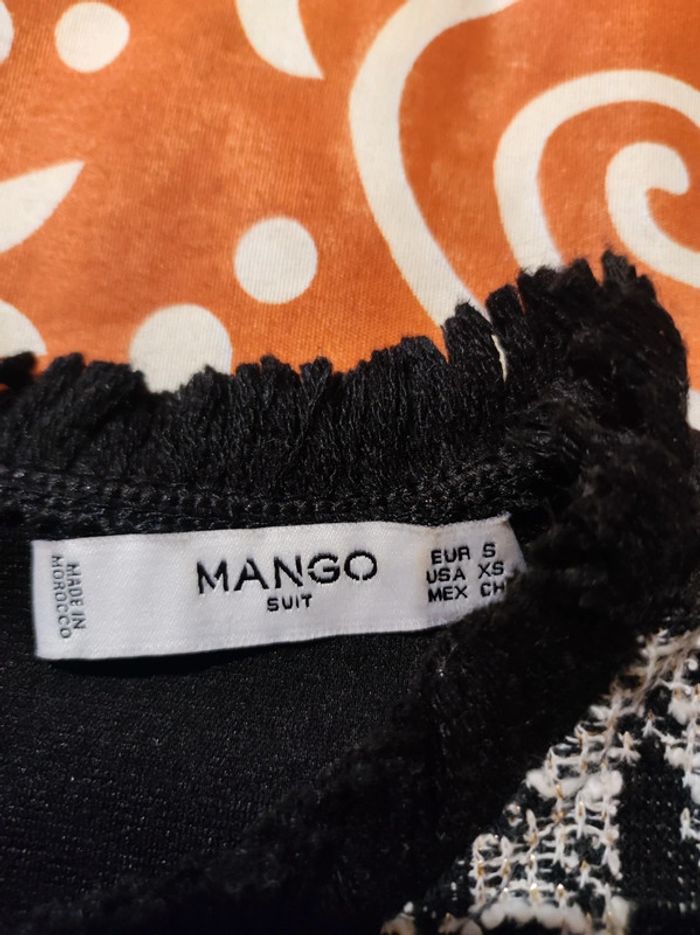 MADE IN
MOROCCO
MANGO
SUIT
EUR S
USA XS
MEX CH